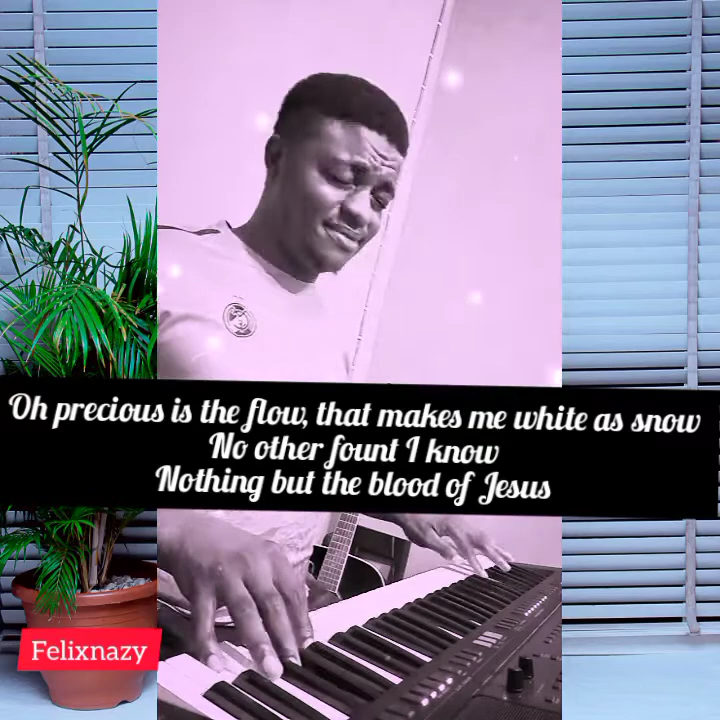 Oh precious is the flow, that makes me white as snow
No other fount I know
Nothing but the blood of Jesus
Felixnazy